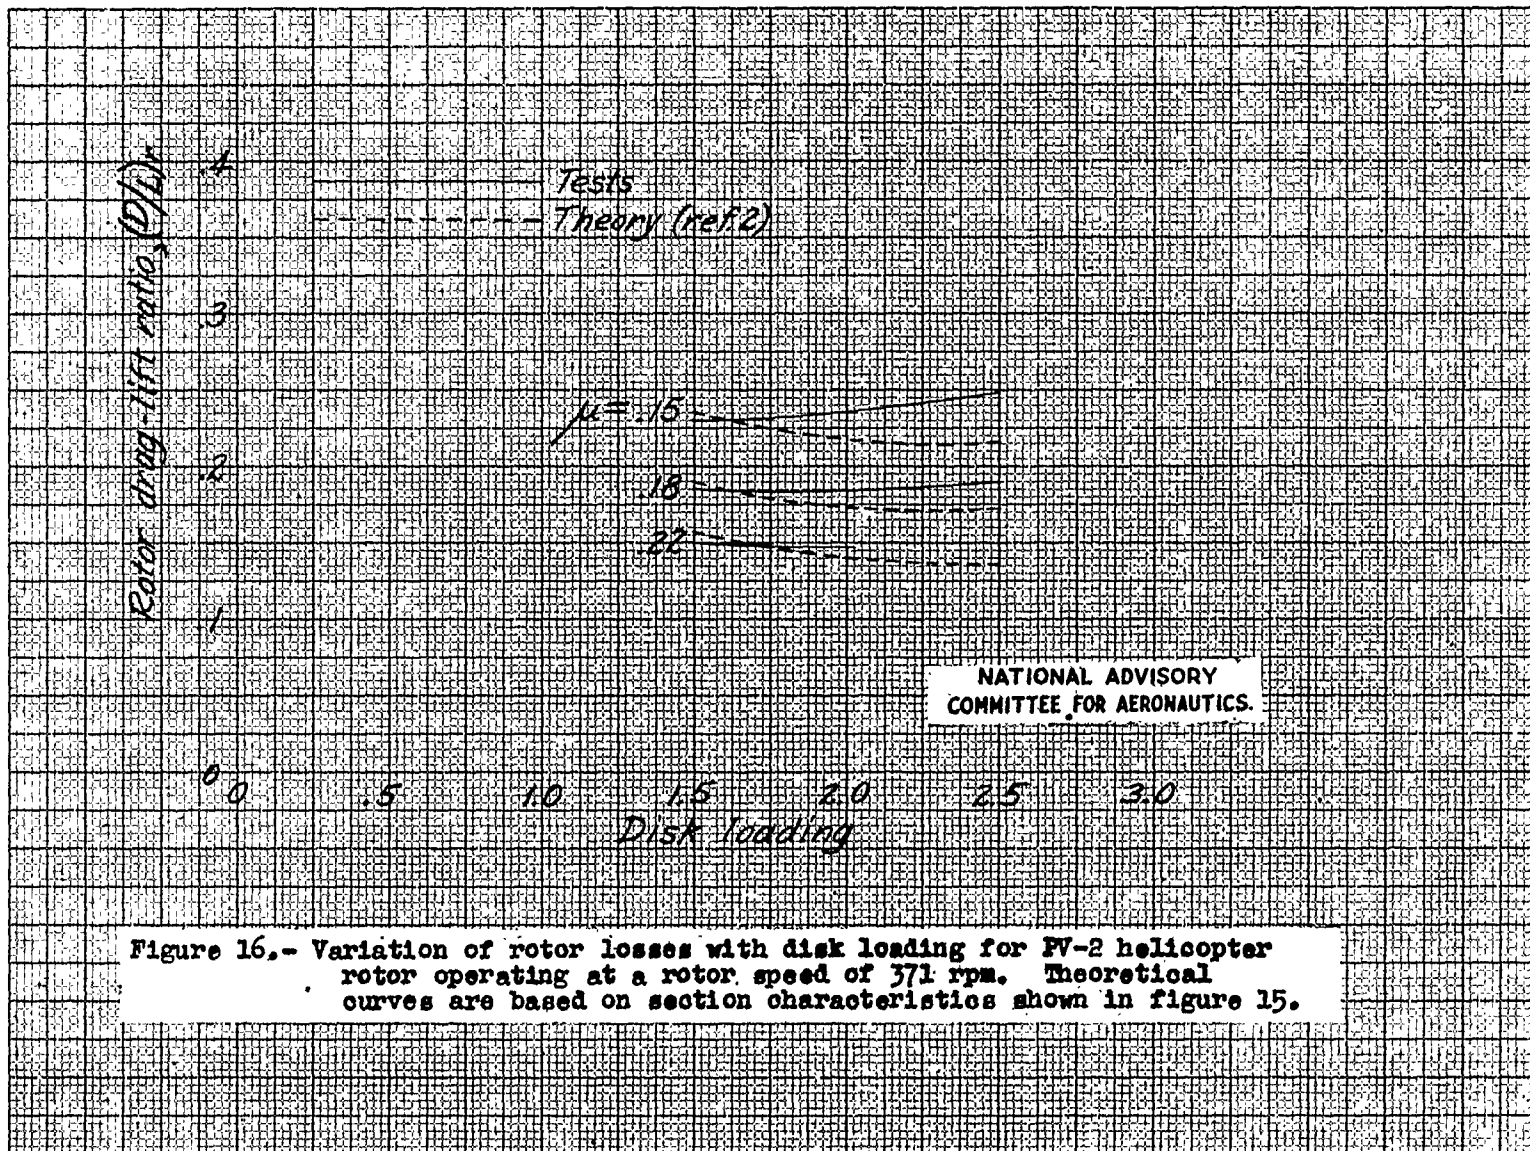 Rotor drag-lift ratio, (D/L)r
.4
.3
.2
.1
0
Tests
Theory (ref. 2)
μ = .15
.18
.22
NATIONAL ADVISORY
COMMITTEE FOR AERONAUTICS.
0 .5 1.0 1.5 2.0 2.5 3.0
Disk loading
Figure 16.- Variation of rotor losses with disk loading for PV-2 helicopter
rotor operating at a rotor speed of 371 rpm. Theoretical
curves are based on section characteristics shown in figure 15.